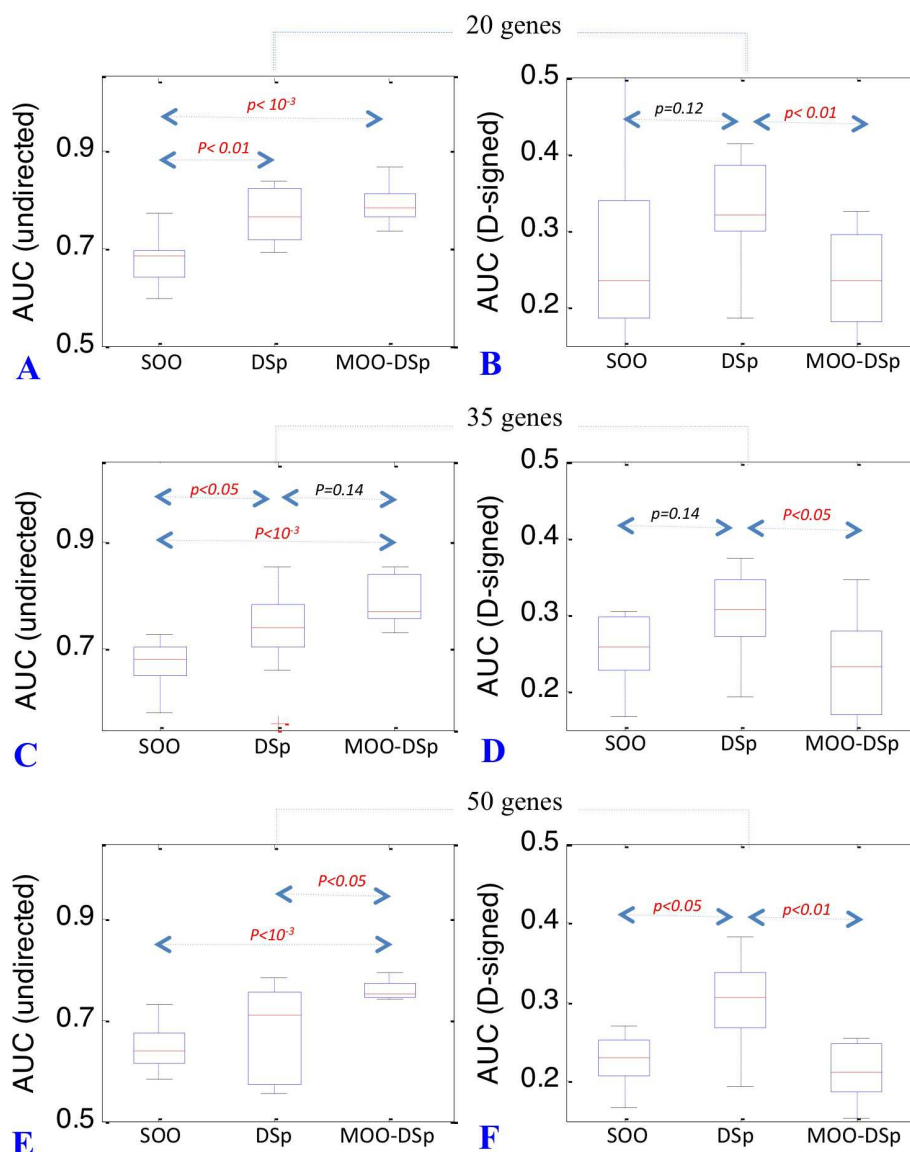 20 genes
AUC (undirected)
0.9
0.7
0.5
p< 10⁻³
P< 0.01
SOO DSp MOO-DSp
A
AUC (D-signed)
0.5
0.4
0.3
0.2
p=0.12 p< 0.01
SOO DSp MOO-DSp
B
35 genes
AUC (undirected)
0.9
0.7
p<0.05 P=0.14
P<10⁻³
SOO DSp MOO-DSp
C
AUC (D-signed)
0.5
0.4
0.3
0.2
p=0.14 P<0.05
SOO DSp MOO-DSp
D
50 genes
AUC (undirected)
0.9
0.7
0.5
P<0.05
P<10⁻³
SOO DSp MOO-DSp
E
AUC (D-signed)
0.5
0.4
0.3
0.2
p<0.05 p<0.01
SOO DSp MOO-DSp
F